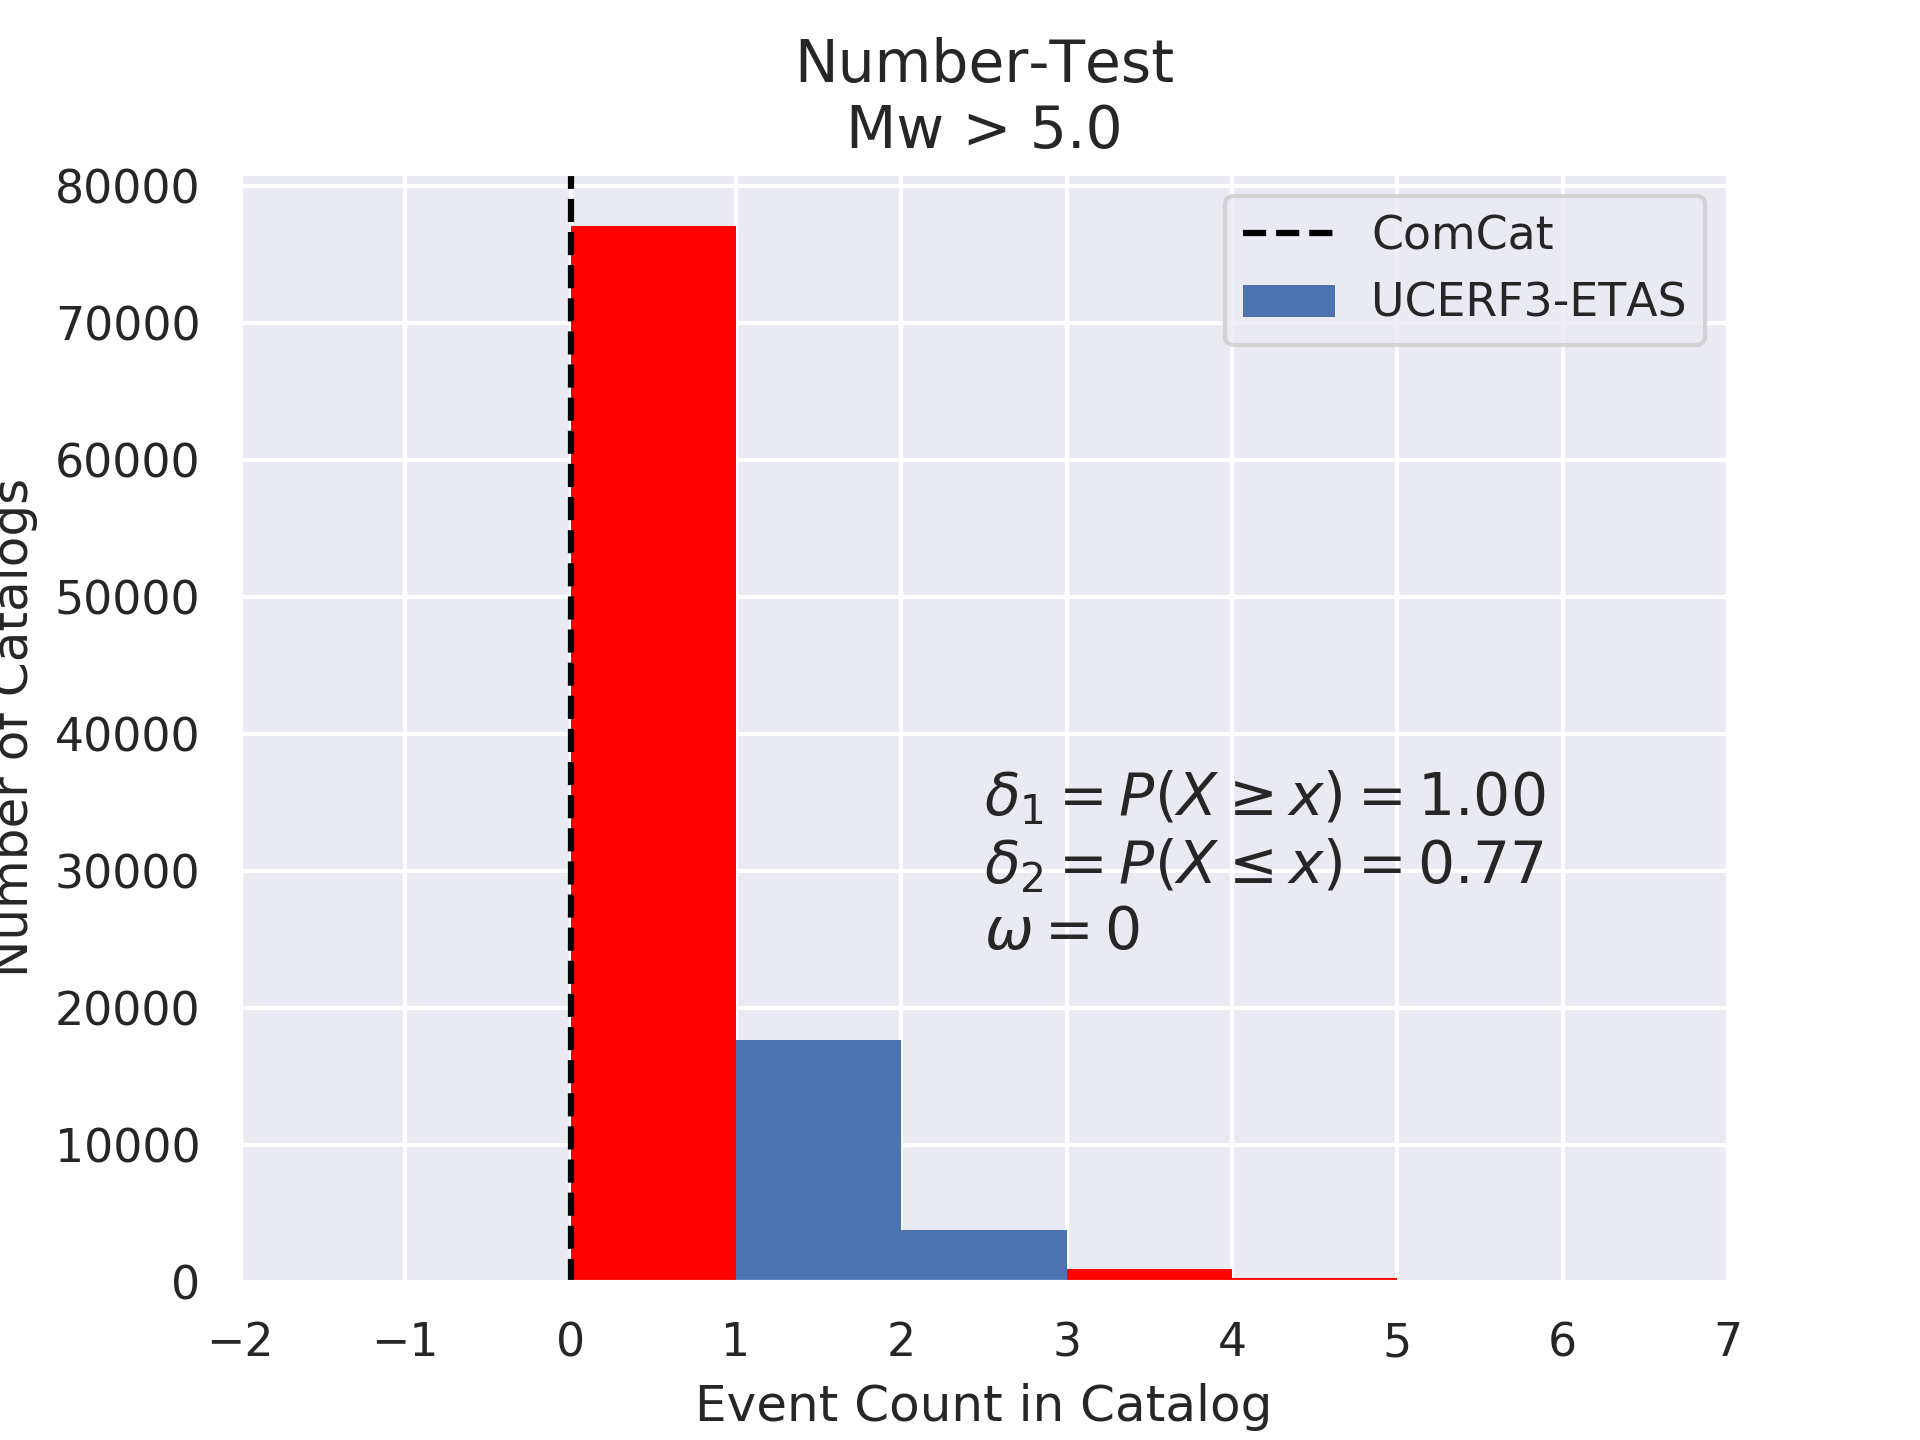 Number-Test
Mw > 5.0
80000
70000
60000
50000
40000
30000
20000
10000
0
Number of Catalogs
ComCat
UCERF3-ETAS
δ₁ = P(X ≥ x) = 1.00
δ₂ = P(X ≤ x) = 0.77
ω = 0
−2 −1 0 1 2 3 4 5 6 7
Event Count in Catalog